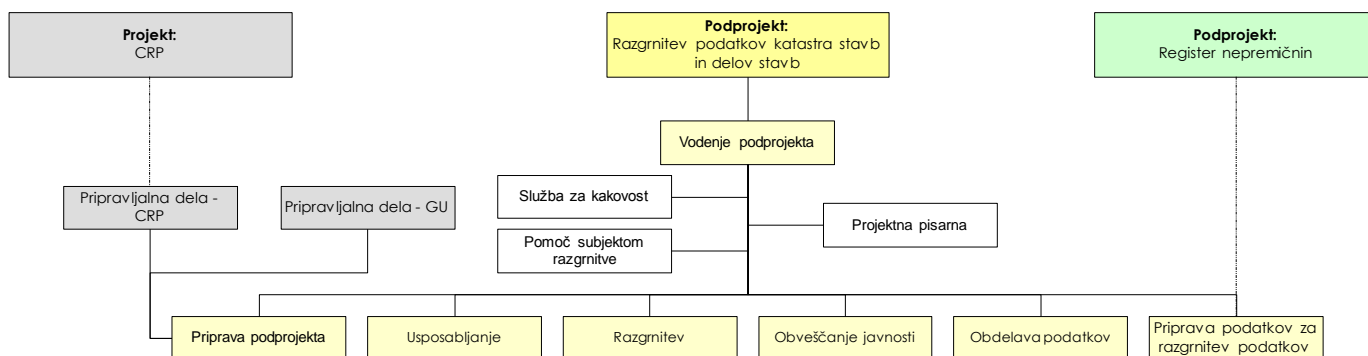 Projekt:
CRP
Podprojekt:
Razgrnitev podatkov katastra stavb
in delov stavb
Podprojekt:
Register nepremičnin
Vodenje podprojekta
Pripravljalna dela -
CRP
Pripravljalna dela - GU
Služba za kakovost
Projektna pisarna
Pomoč subjektom
razgrnitve
Priprava podprojekta
Usposabljanje
Razgrnitev
Obveščanje javnosti
Obdelava podatkov
Priprava podatkov za
razgrnitev podatkov